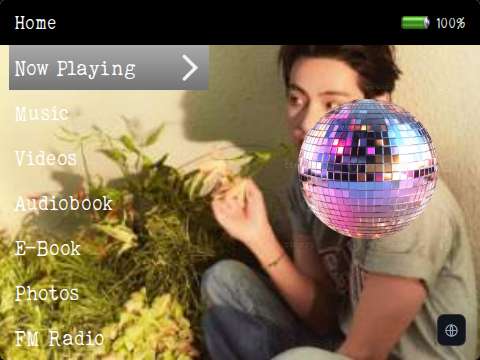 Home
100%
Now Playing
Music
Videos
Audiobook
E-Book
Photos
FM Radio